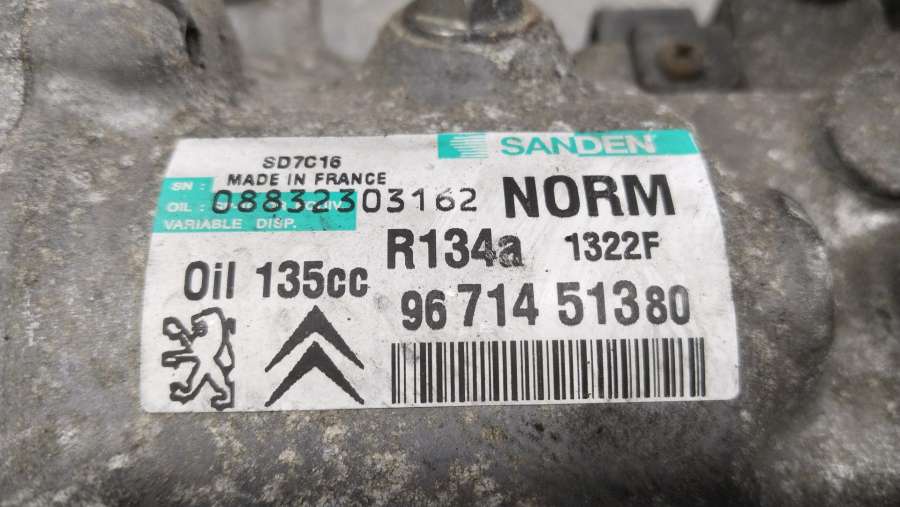 SANDEN
SD7C16
MADE IN FRANCE
SN :
08832303162
NORM
OIL :
VARIABLE DISP.
R134a 1322F
Oil 135cc
96 714 513 80